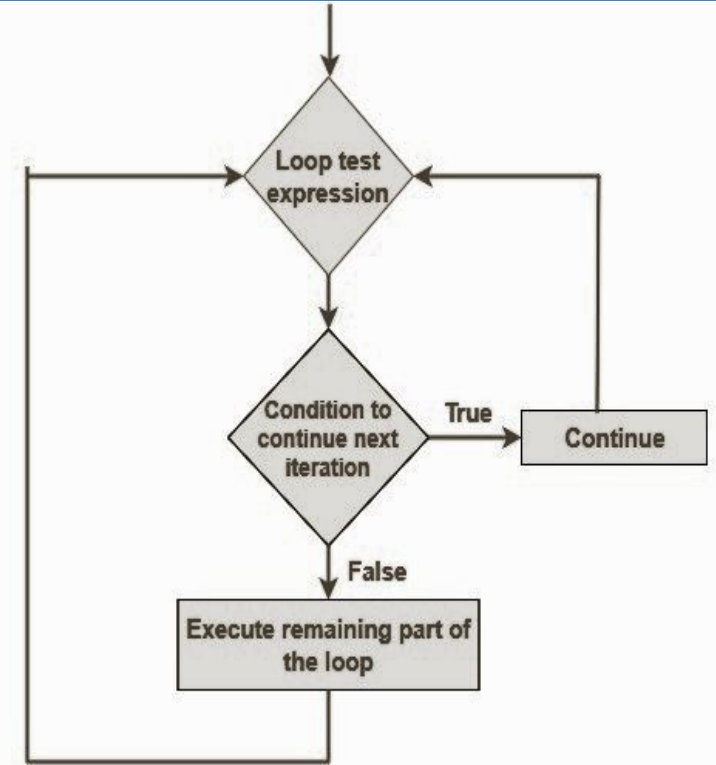 Loop test
expression
Condition to
continue next
iteration
True
Continue
False
Execute remaining part of
the loop